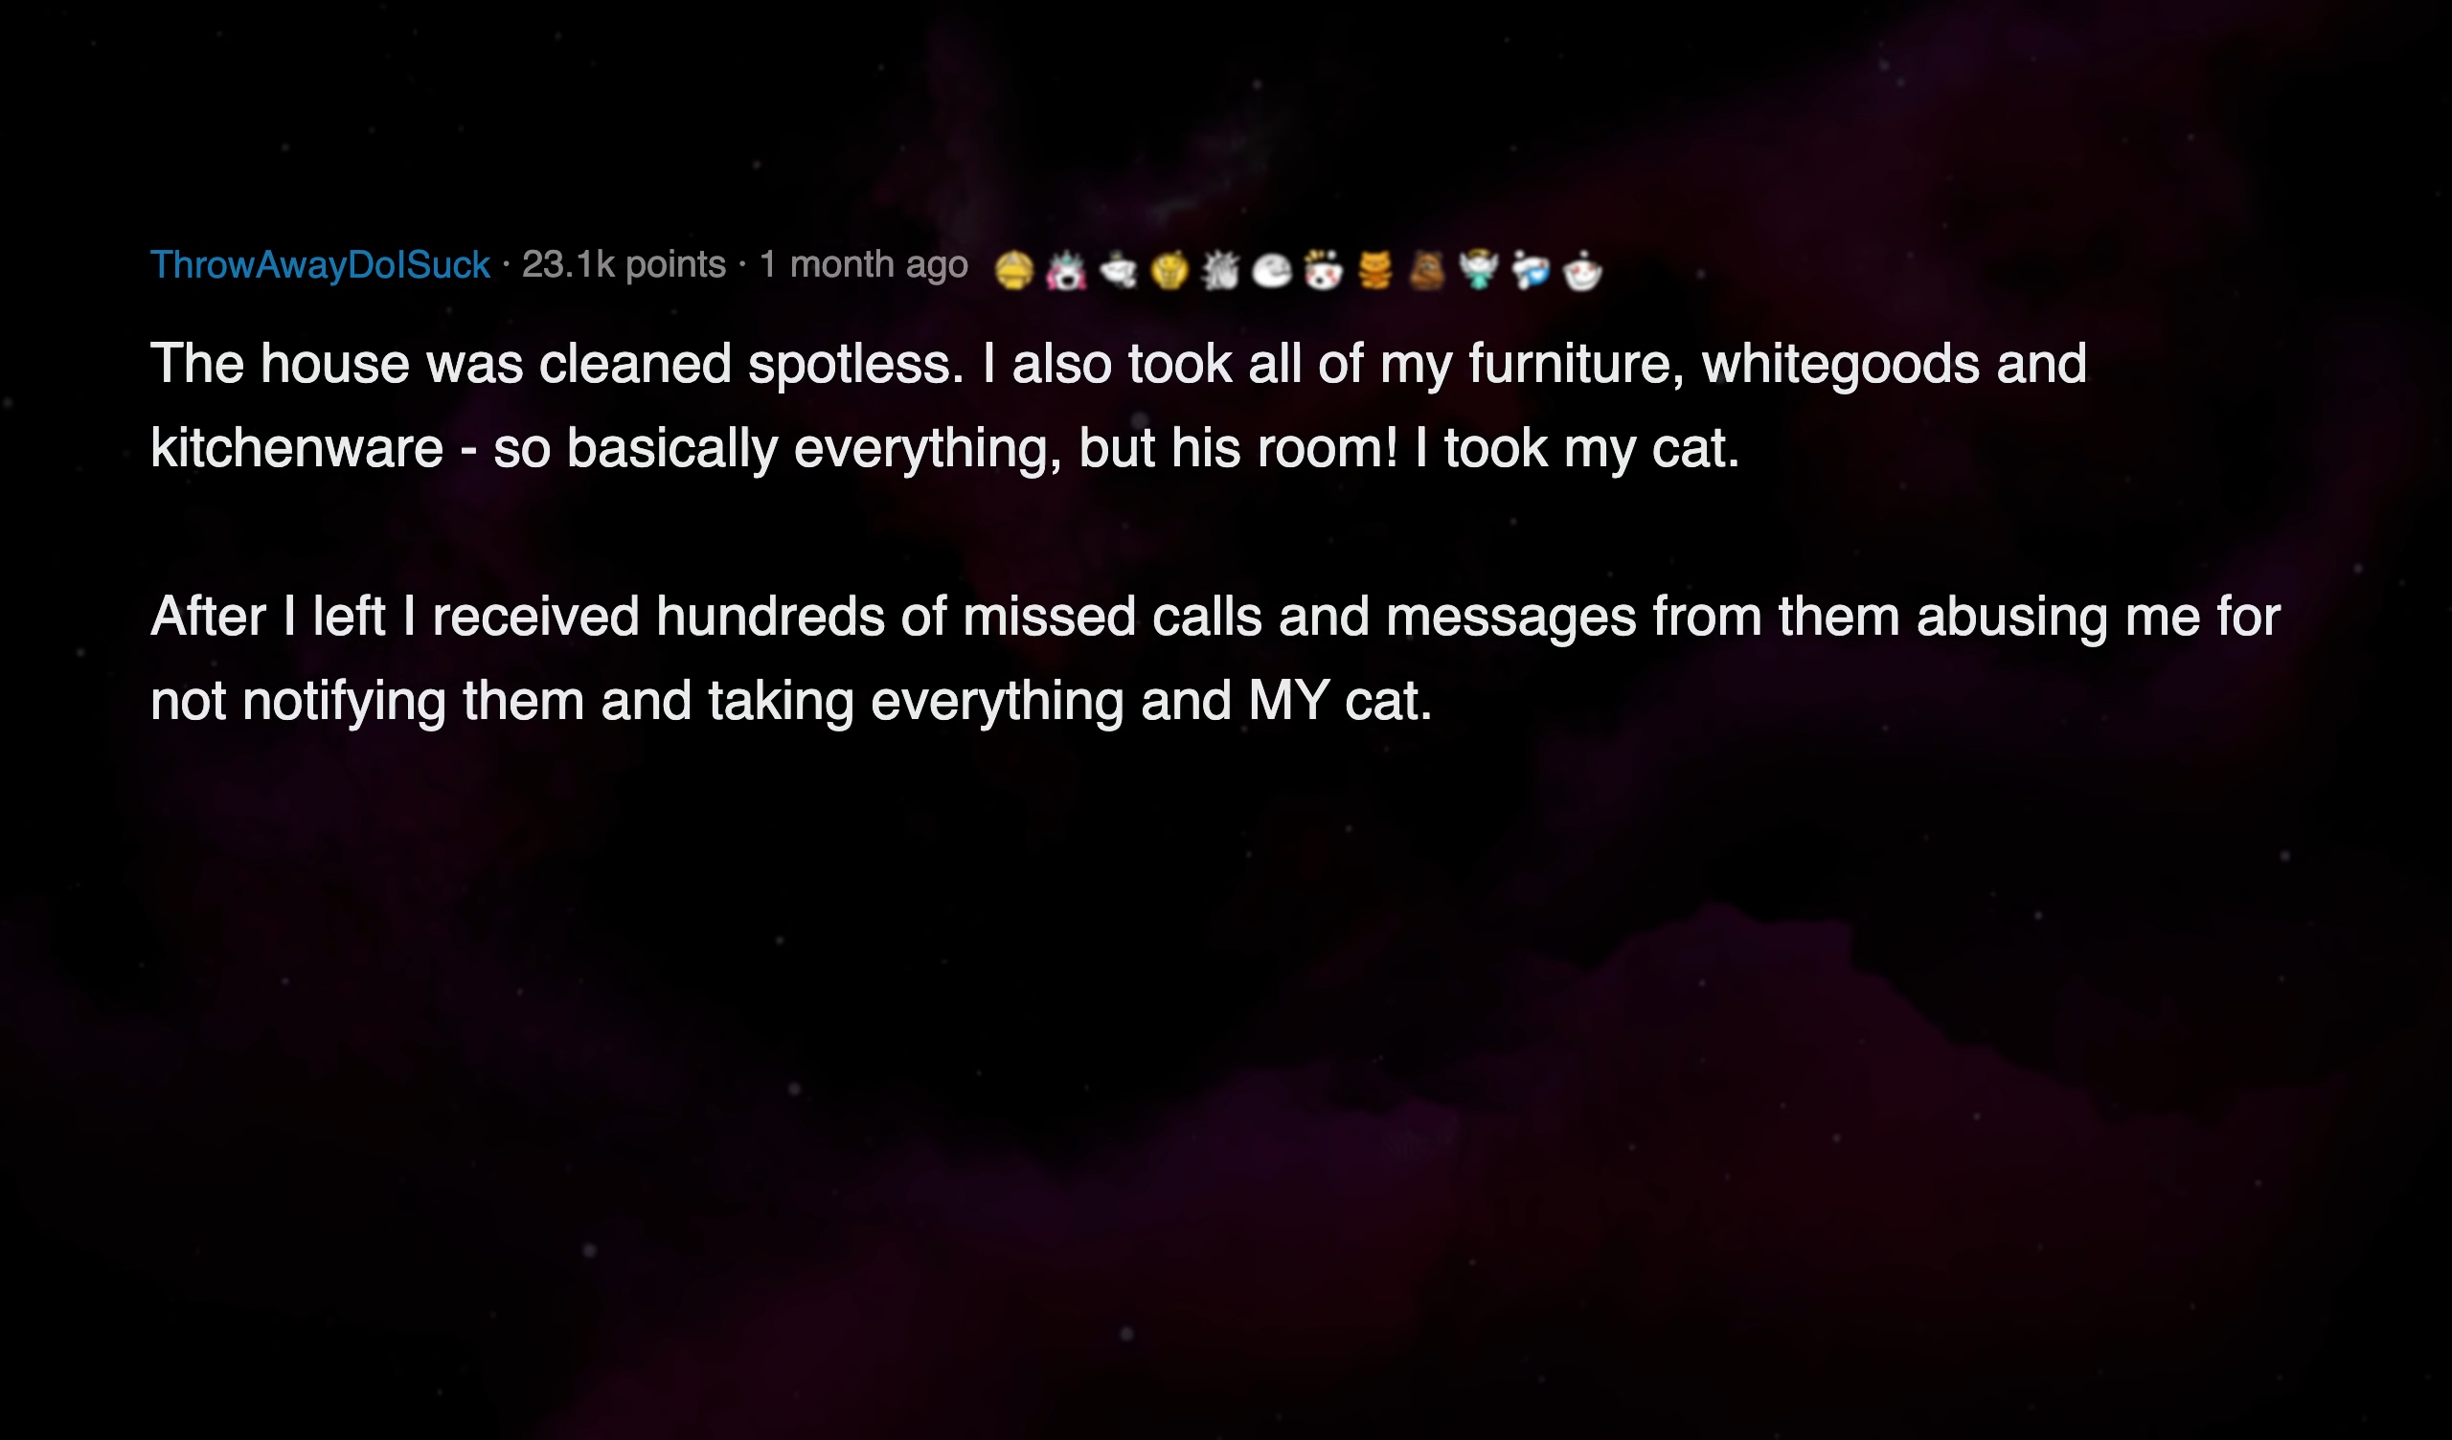 ThrowAwayDoISuck · 23.1k points · 1 month ago
The house was cleaned spotless. I also took all of my furniture, whitegoods and
kitchenware - so basically everything, but his room! I took my cat.
After I left I received hundreds of missed calls and messages from them abusing me for
not notifying them and taking everything and MY cat.